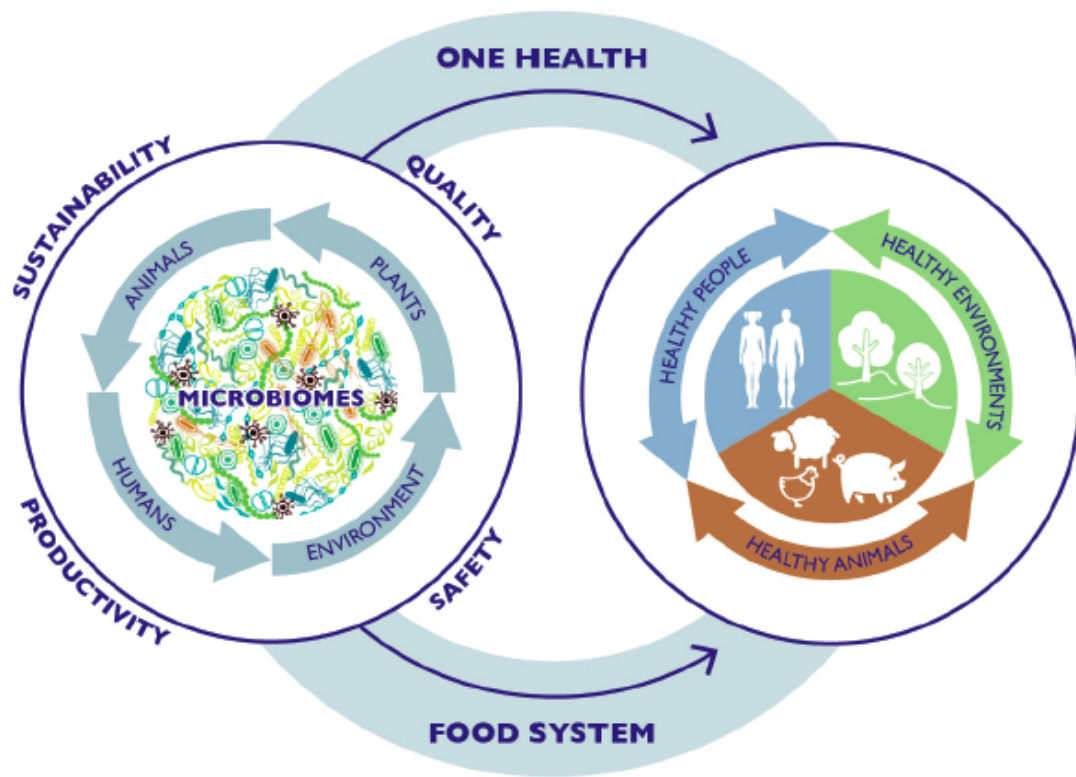 ONE HEALTH
SUSTAINABILITY
QUALITY
ANIMALS
PLANTS
MICROBIOMES
HUMANS
ENVIRONMENT
PRODUCTIVITY
SAFETY
HEALTHY PEOPLE
HEALTHY ENVIRONMENTS
HEALTHY ANIMALS
FOOD SYSTEM